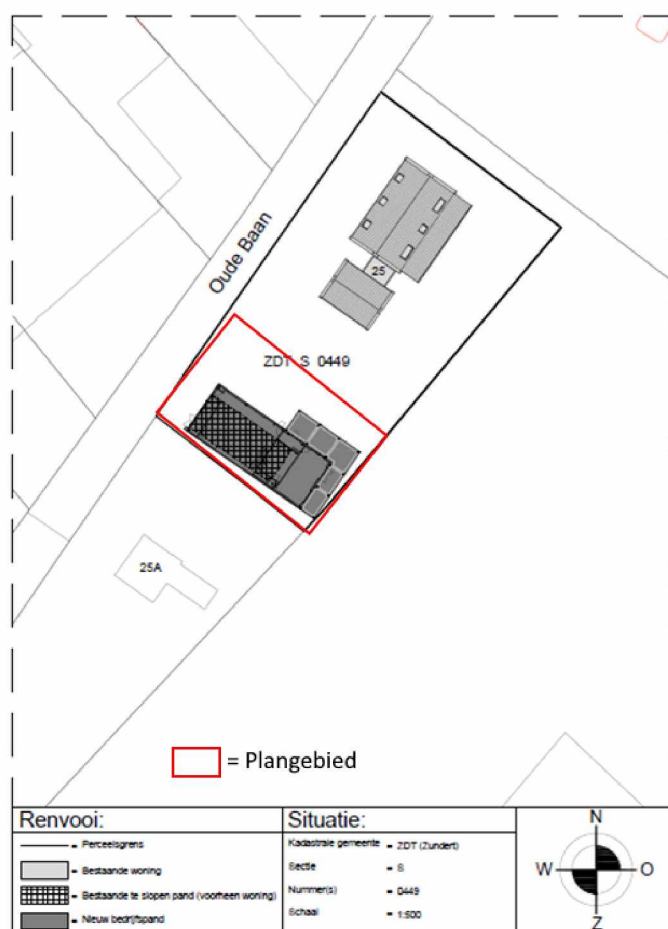 Oude Baan
25
ZDT S 0449
25A
= Plangebied
Renvooi:
= Perceelsgrens
= Bestaande woning
= Bestaande te slopen pand (voorheen woning)
= Nieuw bedrijfspand
Situatie:
Kadastrale gemeente = ZDT (Zundert)
Sectie = S
Nummer(s) = 0449
Schaal = 1:500
N
W O
Z